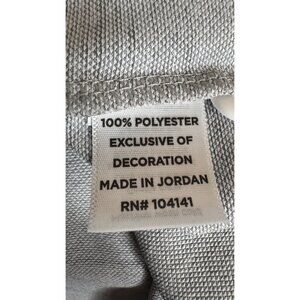 100% POLYESTER
EXCLUSIVE OF
DECORATION
MADE IN JORDAN
RN# 104141